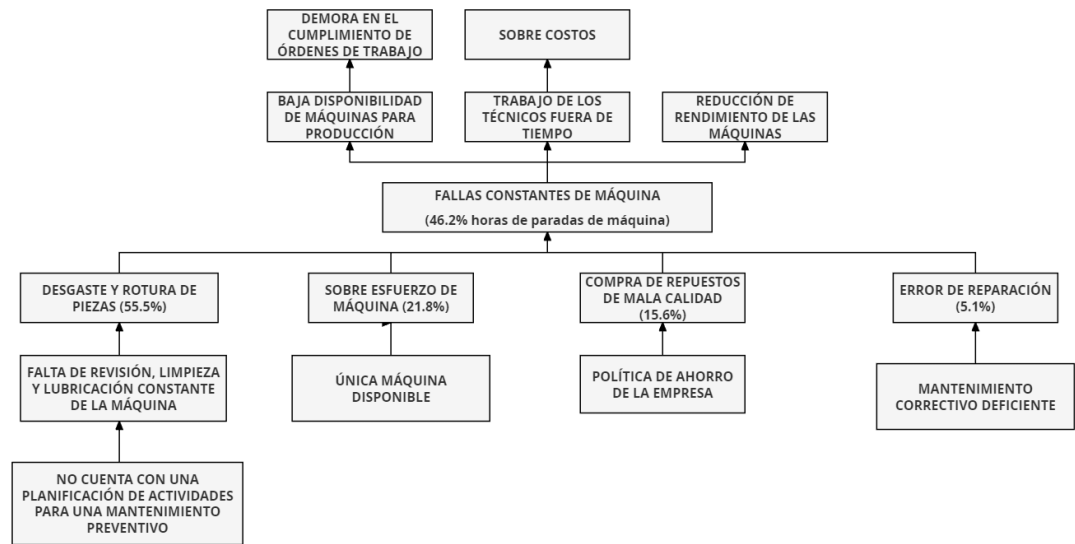 DEMORA EN EL
CUMPLIMIENTO DE
ÓRDENES DE TRABAJO
SOBRE COSTOS
BAJA DISPONIBILIDAD
DE MÁQUINAS PARA
PRODUCCIÓN
TRABAJO DE LOS
TÉCNICOS FUERA DE
TIEMPO
REDUCCIÓN DE
RENDIMIENTO DE LAS
MÁQUINAS
FALLAS CONSTANTES DE MÁQUINA
(46.2% horas de paradas de máquina)
DESGASTE Y ROTURA DE
PIEZAS (55.5%)
SOBRE ESFUERZO DE
MÁQUINA (21.8%)
COMPRA DE REPUESTOS
DE MALA CALIDAD
(15.6%)
ERROR DE REPARACIÓN
(5.1%)
FALTA DE REVISIÓN, LIMPIEZA
Y LUBRICACIÓN CONSTANTE
DE LA MÁQUINA
ÚNICA MÁQUINA
DISPONIBLE
POLÍTICA DE AHORRO
DE LA EMPRESA
MANTENIMIENTO
CORRECTIVO DEFICIENTE
NO CUENTA CON UNA
PLANIFICACIÓN DE ACTIVIDADES
PARA UNA MANTENIMIENTO
PREVENTIVO